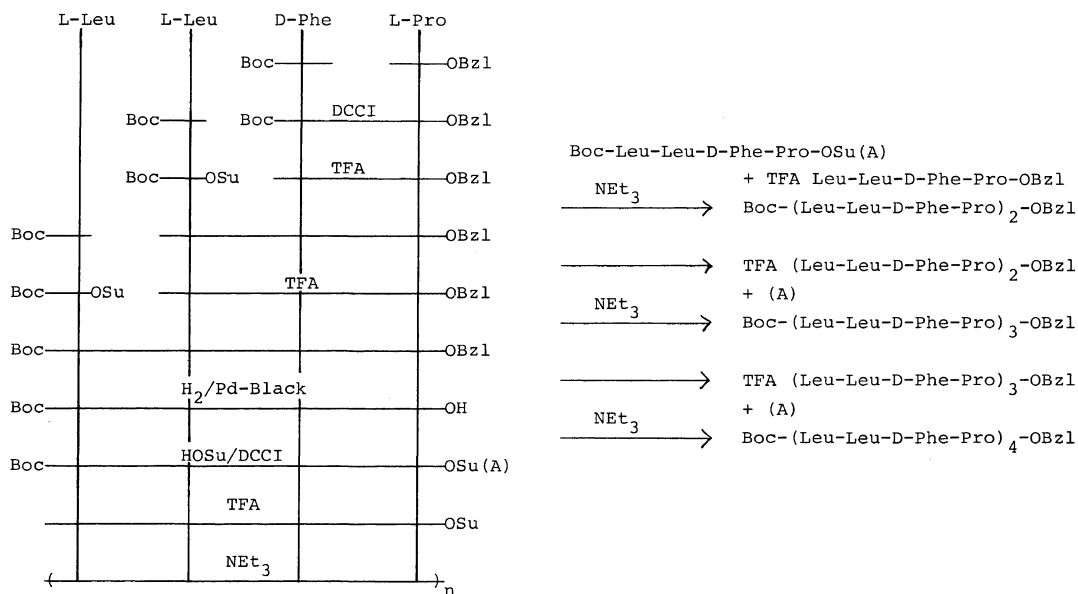 L-Leu L-Leu D-Phe L-Pro
Boc OBzl
Boc Boc DCCI OBzl
Boc OSu TFA OBzl
Boc OBzl
Boc OSu TFA OBzl
Boc OBzl
H2/Pd-Black
Boc OH
Boc HOSu/DCCI OSu(A)
TFA
OSu
NEt3
( )n
Boc-Leu-Leu-D-Phe-Pro-OSu(A)
+ TFA Leu-Leu-D-Phe-Pro-OBzl
NEt3
Boc-(Leu-Leu-D-Phe-Pro)2-OBzl
TFA (Leu-Leu-D-Phe-Pro)2-OBzl
+ (A)
NEt3
Boc-(Leu-Leu-D-Phe-Pro)3-OBzl
TFA (Leu-Leu-D-Phe-Pro)3-OBzl
+ (A)
NEt3
Boc-(Leu-Leu-D-Phe-Pro)4-OBzl